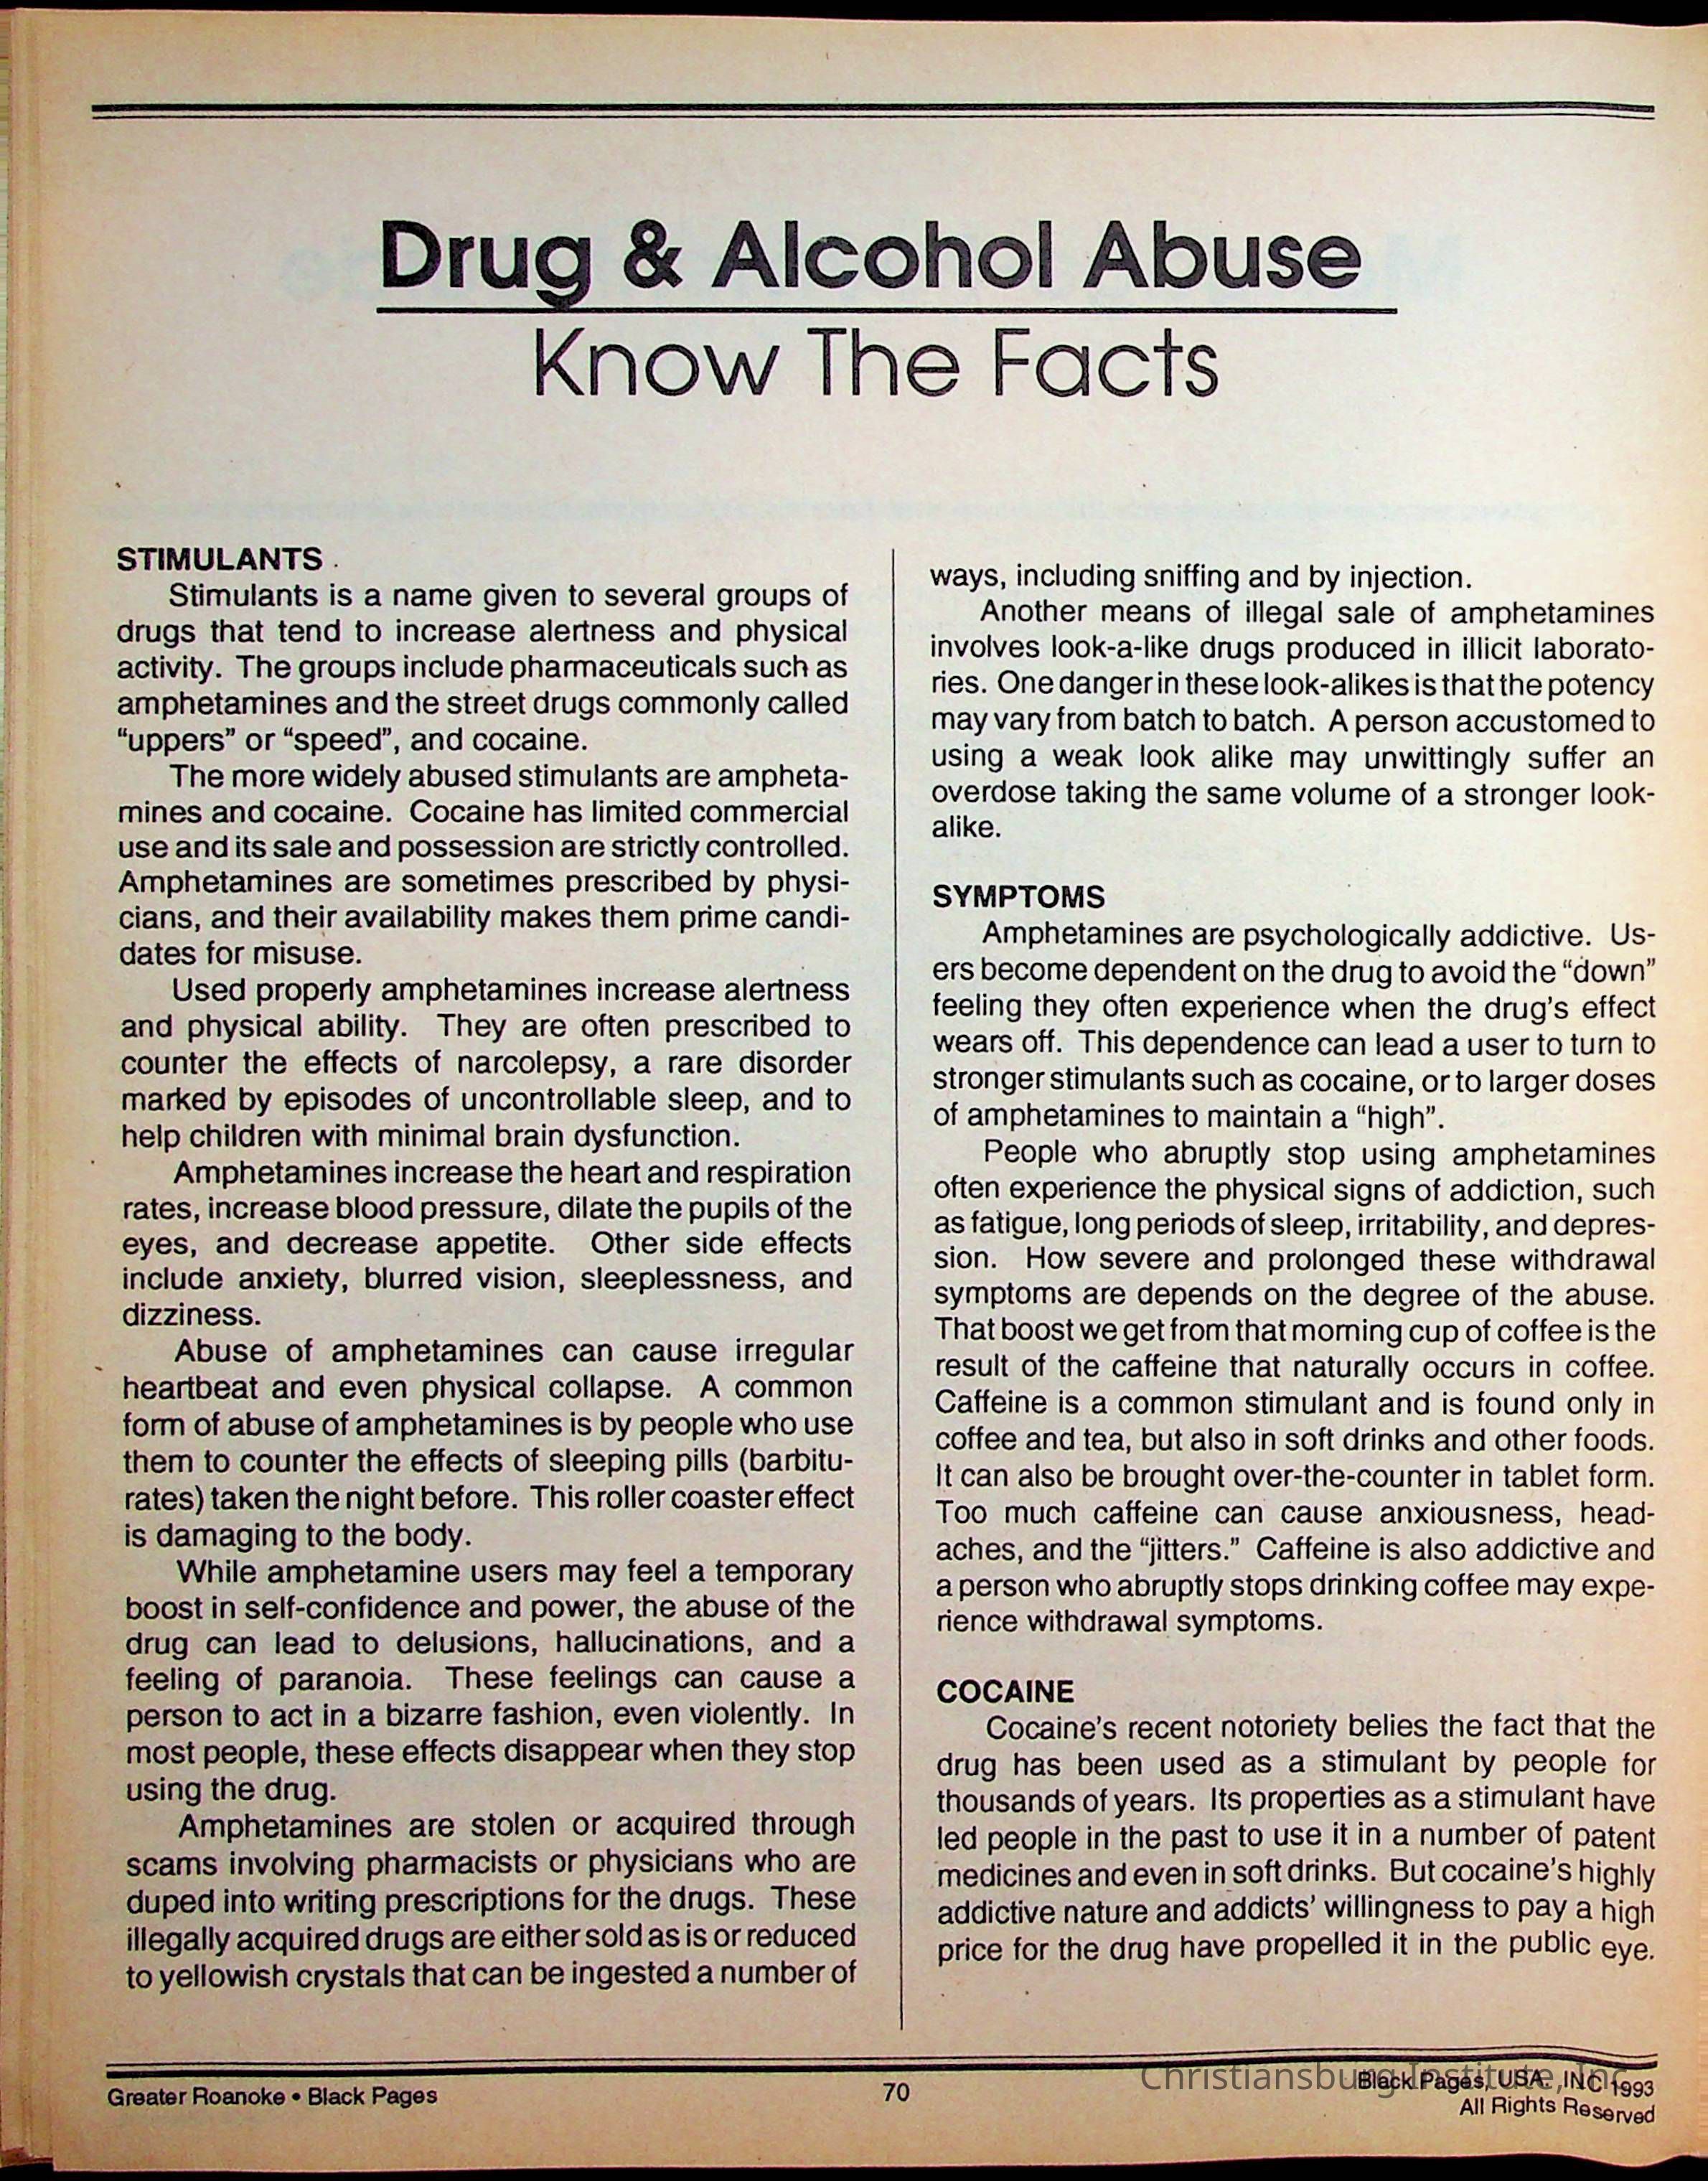 Drug & Alcohol Abuse
Know The Facts
STIMULANTS
Stimulants is a name given to several groups of
drugs that tend to increase alertness and physical
activity. The groups include pharmaceuticals such as
amphetamines and the street drugs commonly called
“uppers” or “speed”, and cocaine.
The more widely abused stimulants are ampheta-
mines and cocaine. Cocaine has limited commercial
use and its sale and possession are strictly controlled.
Amphetamines are sometimes prescribed by physi-
cians, and their availability makes them prime candi-
dates for misuse.
Used properly amphetamines increase alertness
and physical ability. They are often prescribed to
counter the effects of narcolepsy, a rare disorder
marked by episodes of uncontrollable sleep, and to
help children with minimal brain dysfunction.
Amphetamines increase the heart and respiration
rates, increase blood pressure, dilate the pupils of the
eyes, and decrease appetite. Other side effects
include anxiety, blurred vision, sleeplessness, and
dizziness.
Abuse of amphetamines can cause irregular
heartbeat and even physical collapse. A common
form of abuse of amphetamines is by people who use
them to counter the effects of sleeping pills (barbitu-
rates) taken the night before. This roller coaster effect
is damaging to the body.
While amphetamine users may feel a temporary
boost in self-confidence and power, the abuse of the
drug can lead to delusions, hallucinations, and a
feeling of paranoia. These feelings can cause a
person to act in a bizarre fashion, even violently. In
most people, these effects disappear when they stop
using the drug.
Amphetamines are stolen or acquired through
scams involving pharmacists or physicians who are
duped into writing prescriptions for the drugs. These
illegally acquired drugs are either sold as is or reduced
to yellowish crystals that can be ingested a number of
ways, including sniffing and by injection.
Another means of illegal sale of amphetamines
involves look-a-like drugs produced in illicit laborato-
ries. One danger in these look-alikes is that the potency
may vary from batch to batch. A person accustomed to
using a weak look alike may unwittingly suffer an
overdose taking the same volume of a stronger look-
alike.
SYMPTOMS
Amphetamines are psychologically addictive. Us-
ers become dependent on the drug to avoid the “down”
feeling they often experience when the drug's effect
wears off. This dependence can lead a user to turn to
stronger stimulants such as cocaine, or to larger doses
of amphetamines to maintain a “high”.
People who abruptly stop using amphetamines
often experience the physical signs of addiction, such
as fatigue, long periods of sleep, irritability, and depres-
sion. How severe and prolonged these withdrawal
symptoms are depends on the degree of the abuse.
That boost we get from that morning cup of coffee is the
result of the caffeine that naturally occurs in coffee.
Caffeine is a common stimulant and is found only in
coffee and tea, but also in soft drinks and other foods.
It can also be brought over-the-counter in tablet form.
Too much caffeine can cause anxiousness, head-
aches, and the “jitters.” Caffeine is also addictive and
a person who abruptly stops drinking coffee may expe-
rience withdrawal symptoms.
COCAINE
Cocaine's recent notoriety belies the fact that the
drug has been used as a stimulant by people for
thousands of years. Its properties as a stimulant have
led people in the past to use it in a number of patent
medicines and even in soft drinks. But cocaine's highly
addictive nature and addicts' willingness to pay a high
price for the drug have propelled it in the public eye.
Greater Roanoke • Black Pages
70
Christiansburg Institute, Inc
Black Pages, USA. INC 1993
All Rights Reserved